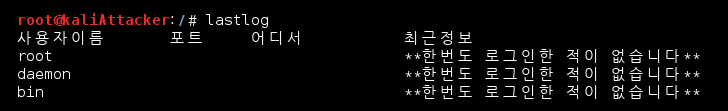 root@kaliAttacker:/# lastlog
사용자이름 포트 어디서 최근정보
root **한번도 로그인한 적이 없습니다**
daemon **한번도 로그인한 적이 없습니다**
bin **한번도 로그인한 적이 없습니다**